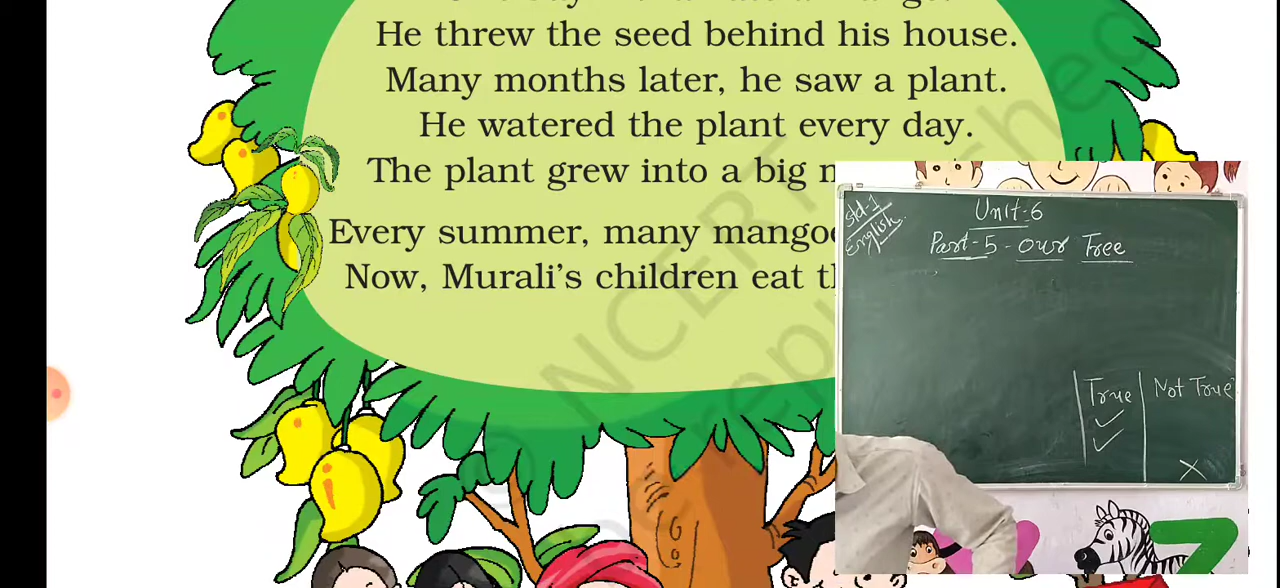 He threw the seed behind his house.
Many months later, he saw a plant.
He watered the plant every day.
The plant grew into a big
Every summer, many mango
Now, Murali's children eat
Std-1
English
Unit-6
Part-5-Our Tree
True
Not True
© NCERT